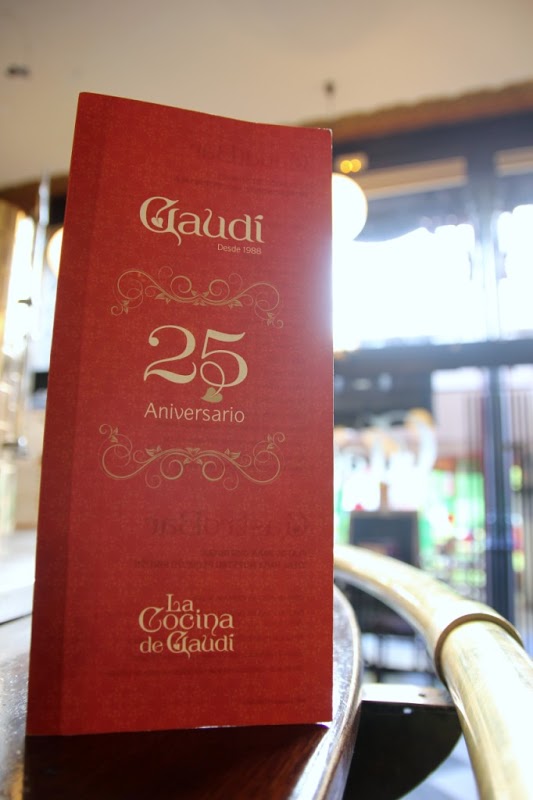 Gaudí
Desde 1988
25
Aniversario
La
Cocina
de Gaudí